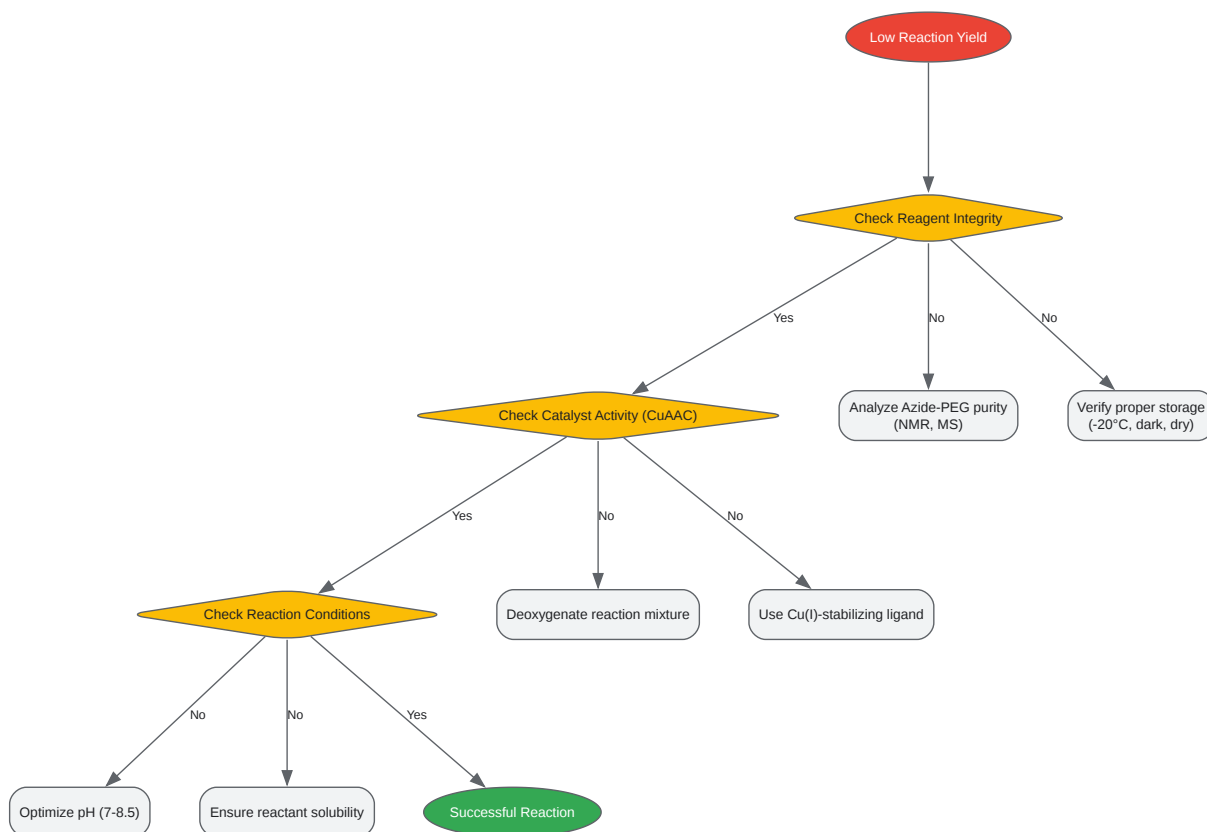 Low Reaction Yield
Check Reagent Integrity
Yes
No
No
Check Catalyst Activity (CuAAC)
Analyze Azide-PEG purity
(NMR, MS)
Verify proper storage
(-20°C, dark, dry)
Yes
No
No
Check Reaction Conditions
Deoxygenate reaction mixture
Use Cu(I)-stabilizing ligand
No
No
Yes
Optimize pH (7-8.5)
Ensure reactant solubility
Successful Reaction